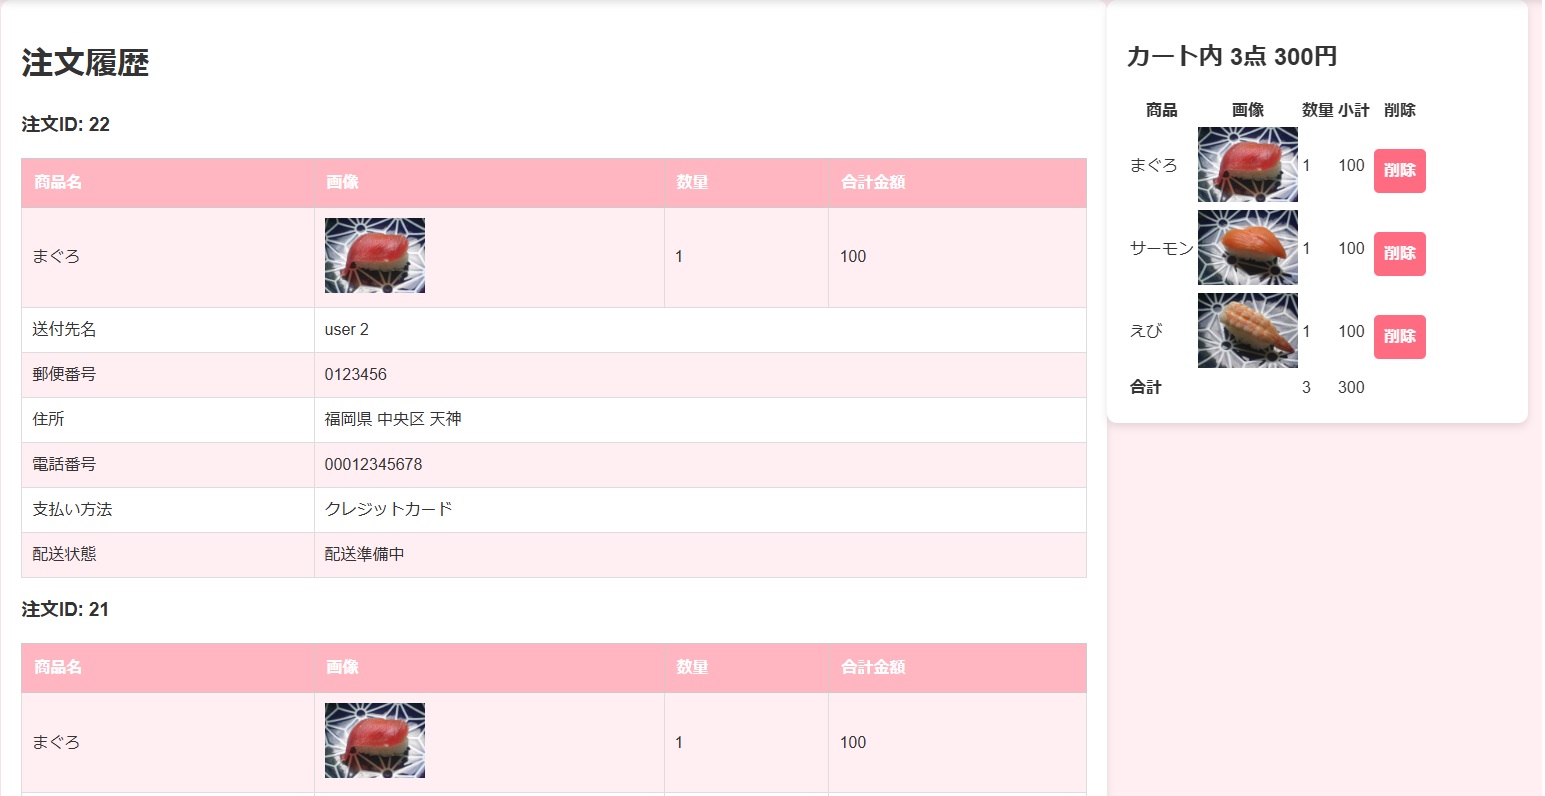 注文履歴
注文ID: 22
商品名 画像 数量 合計金額
まぐろ 1 100
送付先名 user 2
郵便番号 0123456
住所 福岡県 中央区 天神
電話番号 00012345678
支払い方法 クレジットカード
配送状態 配送準備中
注文ID: 21
商品名 画像 数量 合計金額
まぐろ 1 100
カート内 3点 300円
商品 画像 数量 小計 削除
まぐろ 1 100 削除
サーモン 1 100 削除
えび 1 100 削除
合計 3 300